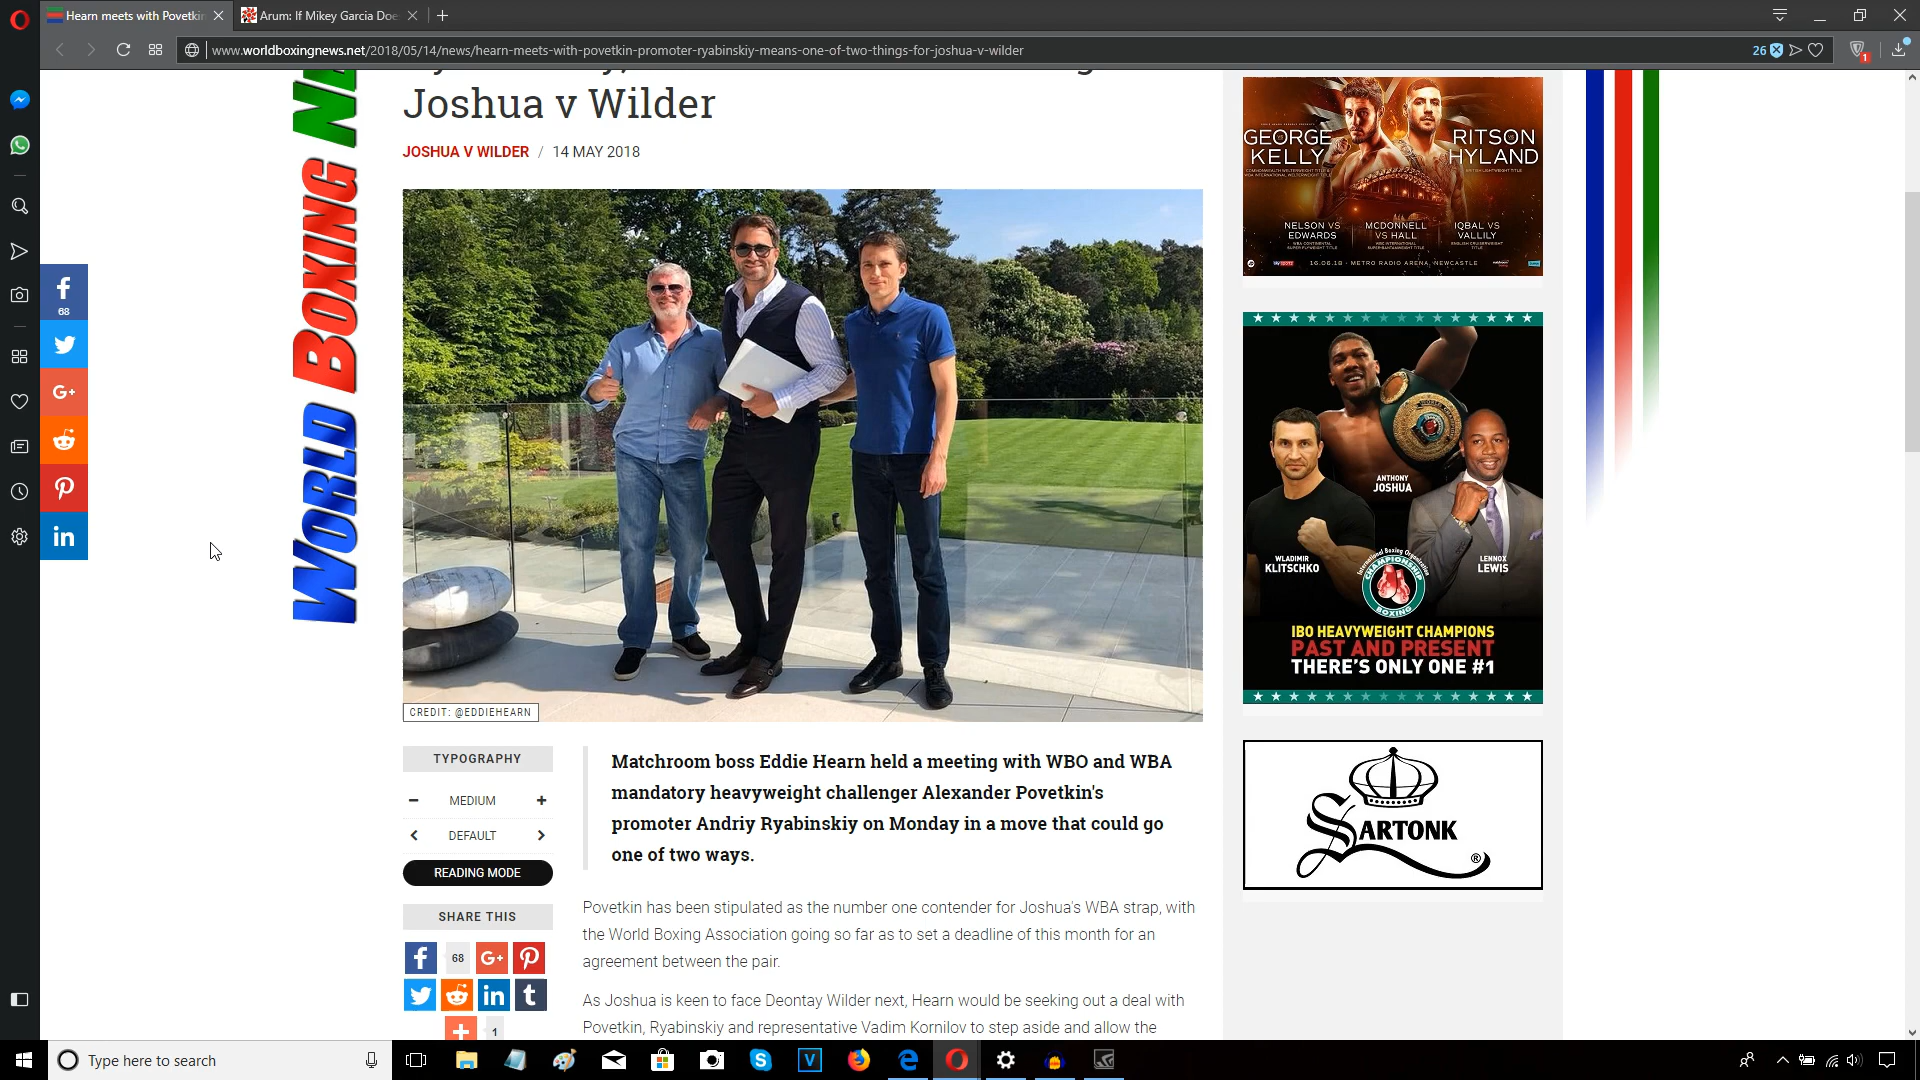 Hearn meets with Povetkin
Arum: If Mikey Garcia Doe
www.worldboxingnews.net/2018/05/14/news/hearn-meets-with-povetkin-promoter-ryabinskiy-means-one-of-two-things-for-joshua-v-wilder
26
1
Joshua v Wilder
JOSHUA V WILDER / 14 MAY 2018
WORLD BOXING
68
G+
CREDIT: @EDDIEHEARN
TYPOGRAPHY
MEDIUM
DEFAULT
READING MODE
SHARE THIS
68
G+
1
Matchroom boss Eddie Hearn held a meeting with WBO and WBA
mandatory heavyweight challenger Alexander Povetkin's
promoter Andriy Ryabinskiy on Monday in a move that could go
one of two ways.
Povetkin has been stipulated as the number one contender for Joshua's WBA strap, with
the World Boxing Association going so far as to set a deadline of this month for an
agreement between the pair.
As Joshua is keen to face Deontay Wilder next, Hearn would be seeking out a deal with
Povetkin, Ryabinskiy and representative Vadim Kornilov to step aside and allow the
GEORGE
KELLY
RITSON
HYLAND
NELSON VS
EDWARDS
MCDONNELL
VS HALL
IQBAL VS
VALLILY
16.06.18 · METRO RADIO ARENA, NEWCASTLE
ANTHONY
JOSHUA
WLADIMIR
KLITSCHKO
LENNOX
LEWIS
International Boxing Organization
CHAMPIONSHIP
BOXING
IBO HEAVYWEIGHT CHAMPIONS
PAST AND PRESENT
THERE'S ONLY ONE #1
SARTONK
®
Type here to search